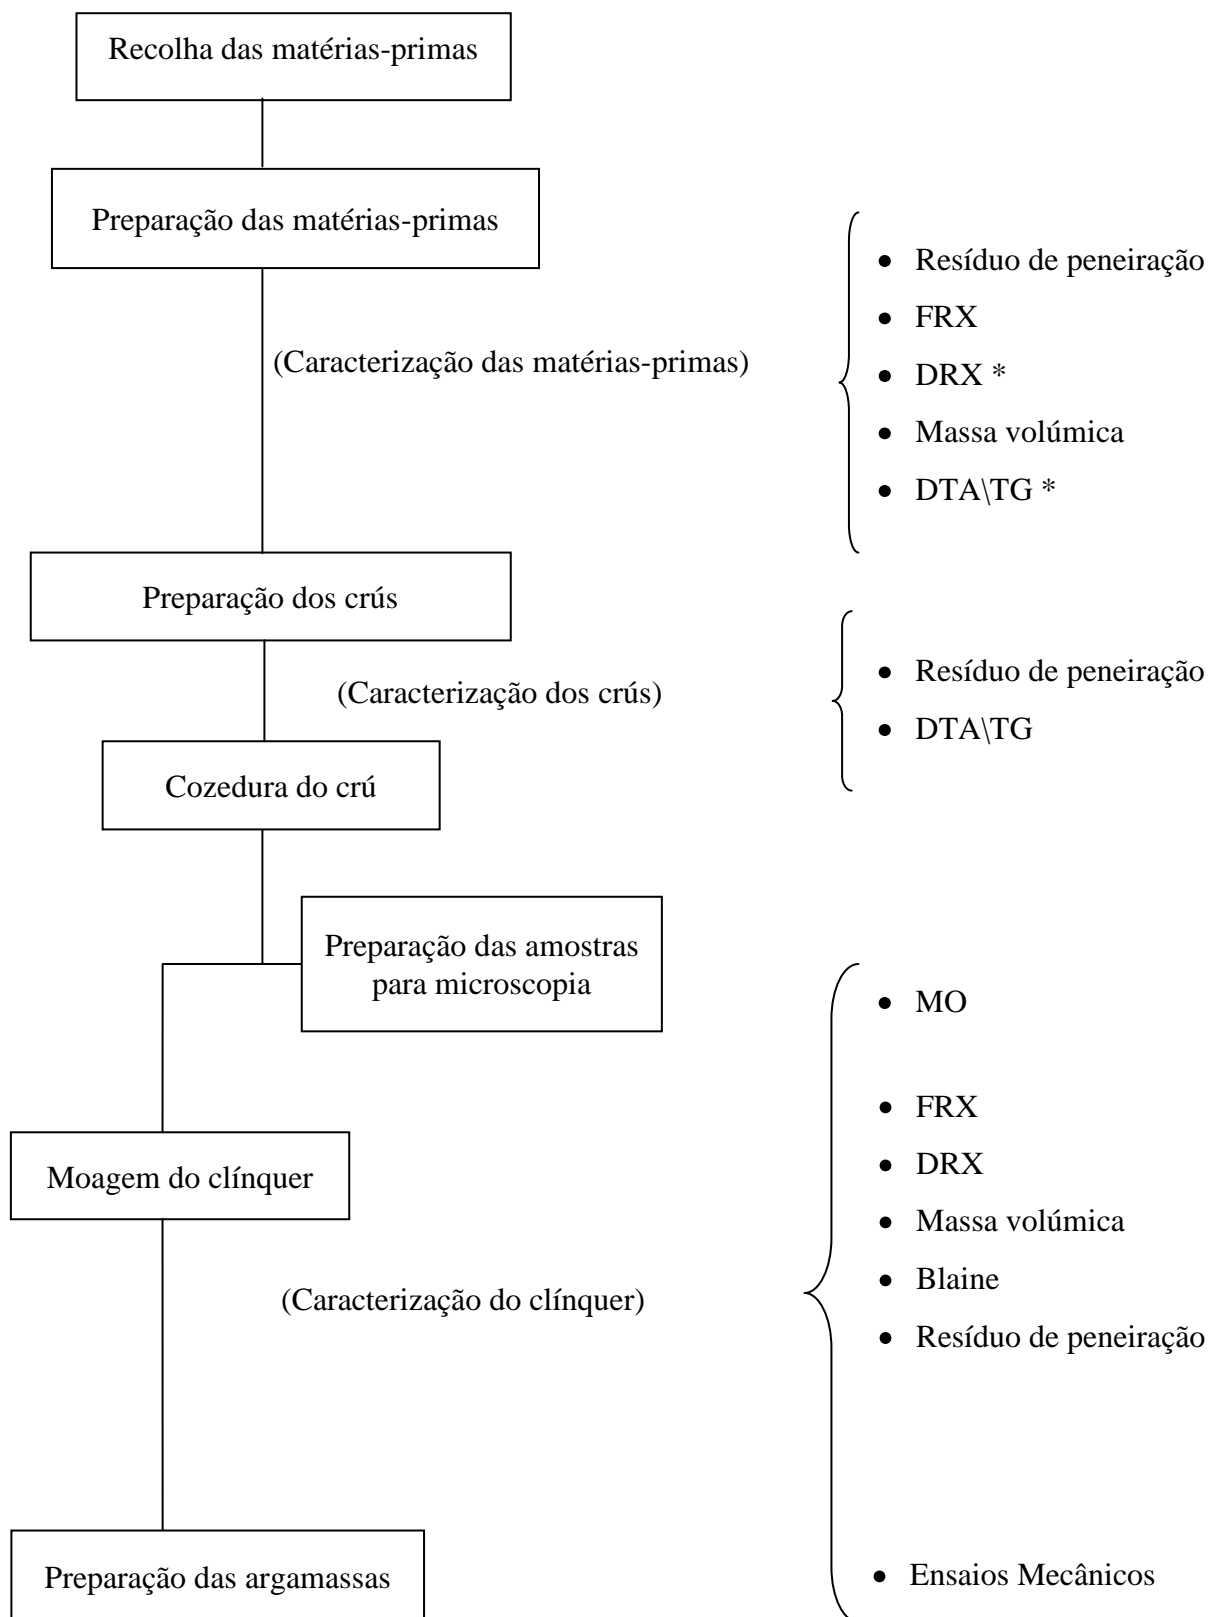 Recolha das matérias-primas
Preparação das matérias-primas
(Caracterização das matérias-primas)
• Resíduo de peneiração
• FRX
• DRX *
• Massa volúmica
• DTA\TG *
Preparação dos crús
(Caracterização dos crús)
• Resíduo de peneiração
• DTA\TG
Cozedura do crú
Preparação das amostras
para microscopia
Moagem do clínquer
(Caracterização do clínquer)
• MO
• FRX
• DRX
• Massa volúmica
• Blaine
• Resíduo de peneiração
Preparação das argamassas
• Ensaios Mecânicos